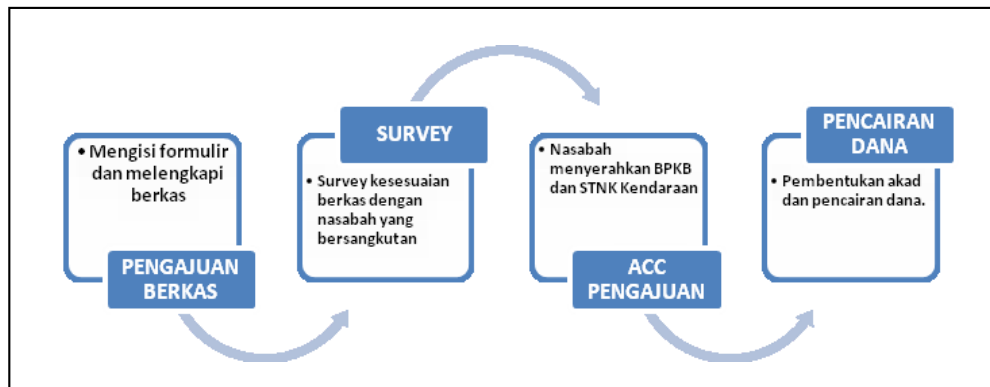 • Mengisi formulir
dan melengkapi
berkas
PENGAJUAN
BERKAS
SURVEY
• Survey kesesuaian
berkas dengan
nasabah yang
bersangkutan
• Nasabah
menyerahkan BPKB
dan STNK Kendaraan
ACC
PENGAJUAN
PENCAIRAN
DANA
• Pembentukan akad
dan pencairan dana.